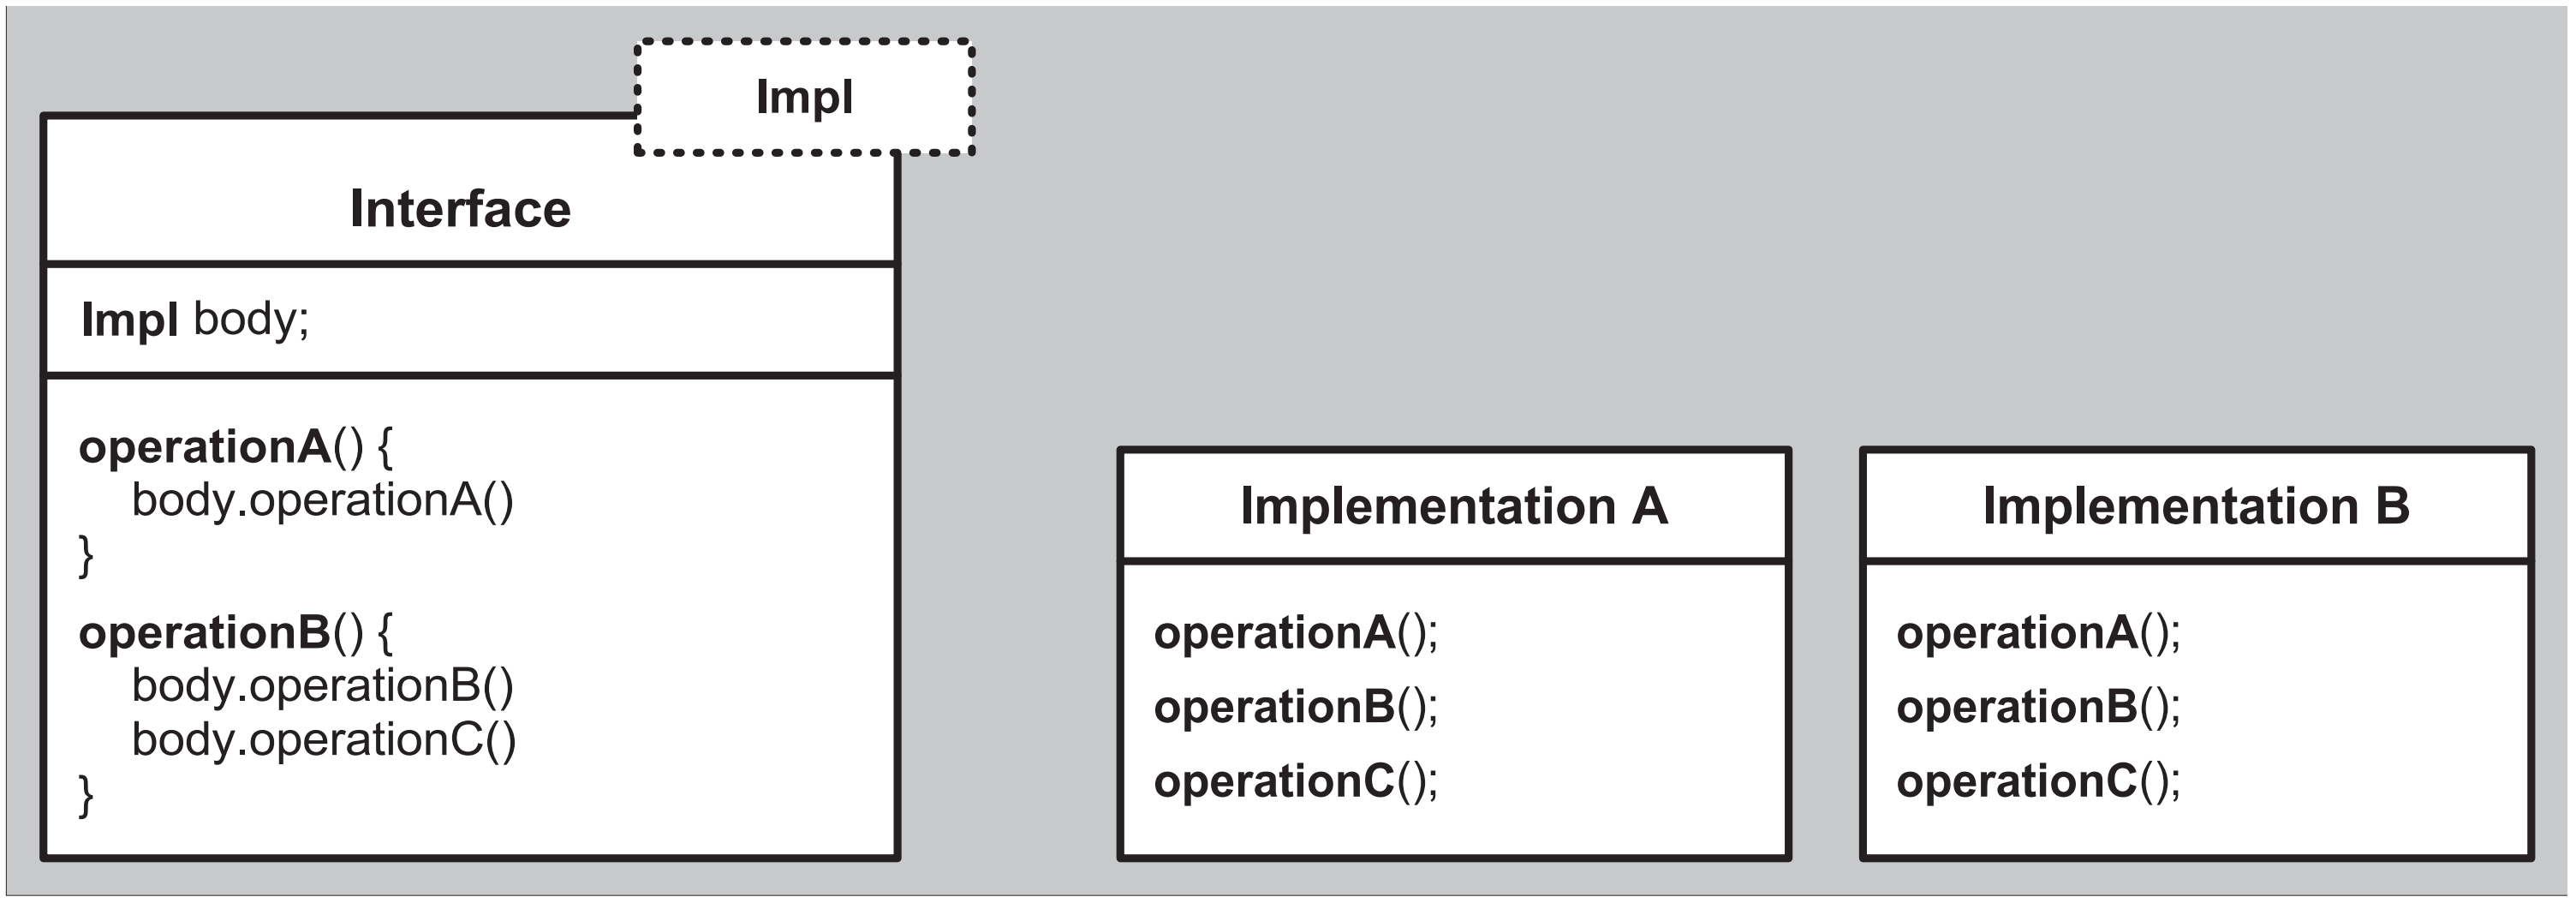 Impl
Interface
Impl body;
operationA() {
body.operationA()
}
operationB() {
body.operationB()
body.operationC()
}
Implementation A
operationA();
operationB();
operationC();
Implementation B
operationA();
operationB();
operationC();